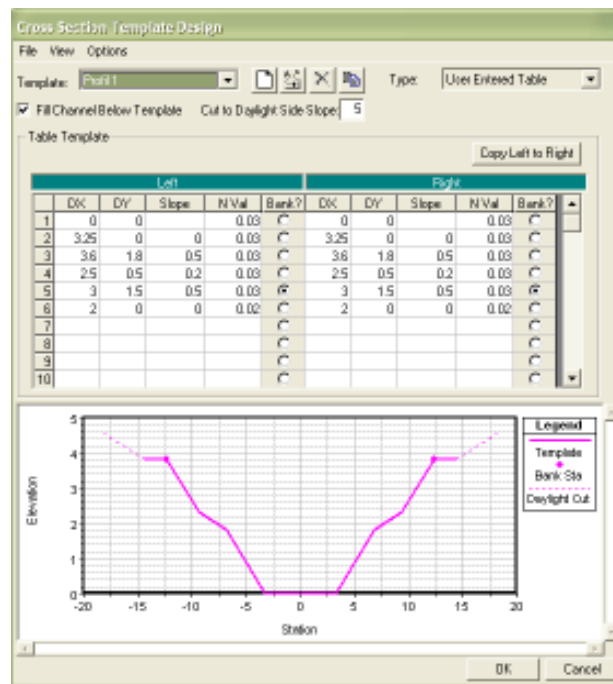 Cross Section Template Design
File View Options
Template: Profil 1 Type: User Entered Table
Fill Channel Below Template Cut to Daylight Side Slope: 5
Table Template
Copy Left to Right
Left Right
DX DY Slope N Val Bank? DX DY Slope N Val Bank?
1 0 0 0.03 0 0 0.03
2 3.25 0 0 0.03 3.25 0 0 0.03
3 3.6 1.8 0.5 0.03 3.6 1.8 0.5 0.03
4 2.5 0.5 0.2 0.03 2.5 0.5 0.2 0.03
5 3 1.5 0.5 0.03 3 1.5 0.5 0.03
6 2 0 0 0.02 2 0 0 0.02
7
8
9
10
5
4
3
2
1
0
Elevation
-20 -15 -10 -5 0 5 10 15 20
Station
Legend
Template
Bank Sta
Daylight Cut
OK Cancel